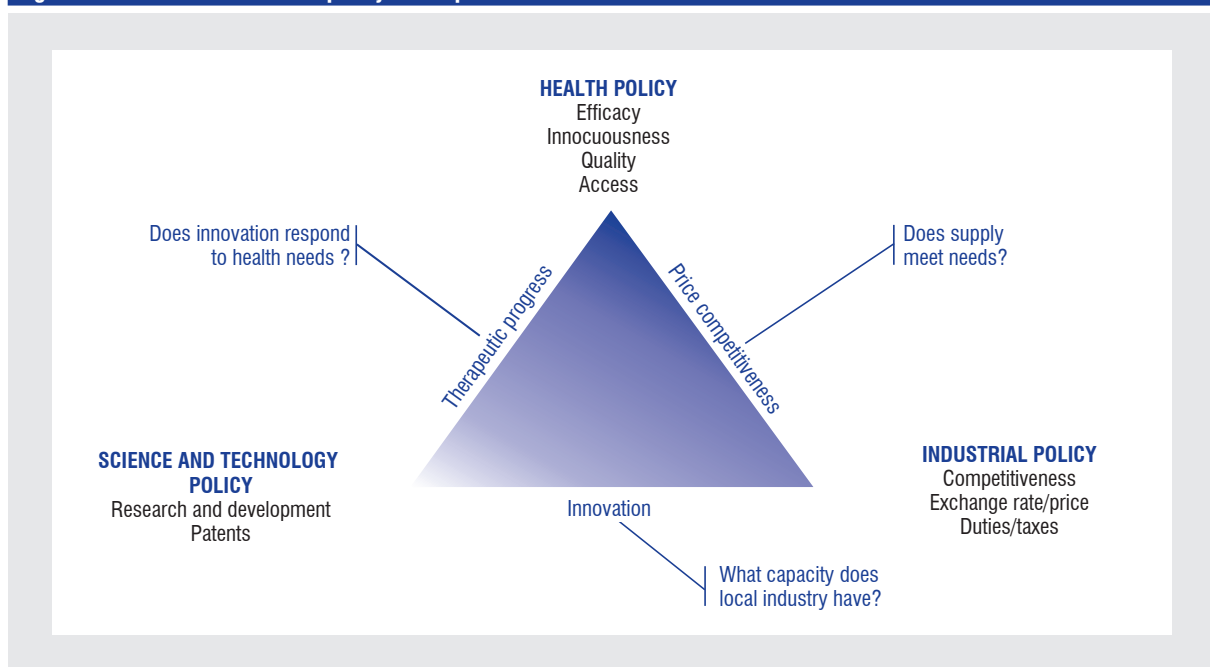 HEALTH POLICY
Efficacy
Innocuousness
Quality
Access
Does innovation respond
to health needs ?
Does supply
meet needs?
Therapeutic progress
Price competitiveness
SCIENCE AND TECHNOLOGY
POLICY
Research and development
Patents
INDUSTRIAL POLICY
Competitiveness
Exchange rate/price
Duties/taxes
Innovation
What capacity does
local industry have?